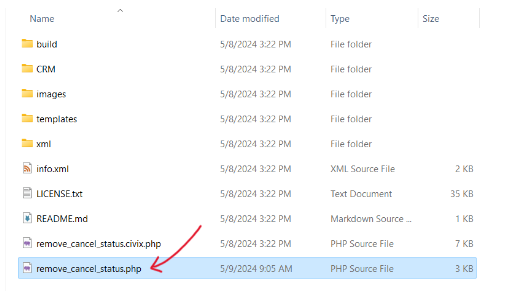 Name Date modified Type Size
build 5/8/2024 3:22 PM File folder
CRM 5/8/2024 3:22 PM File folder
images 5/8/2024 3:22 PM File folder
templates 5/8/2024 3:22 PM File folder
xml 5/8/2024 3:22 PM File folder
info.xml 5/8/2024 3:22 PM XML Source File 2 KB
LICENSE.txt 5/8/2024 3:22 PM Text Document 35 KB
README.md 5/8/2024 3:22 PM Markdown Source ... 1 KB
remove_cancel_status.civix.php 5/8/2024 3:22 PM PHP Source File 7 KB
remove_cancel_status.php 5/9/2024 9:05 AM PHP Source File 3 KB